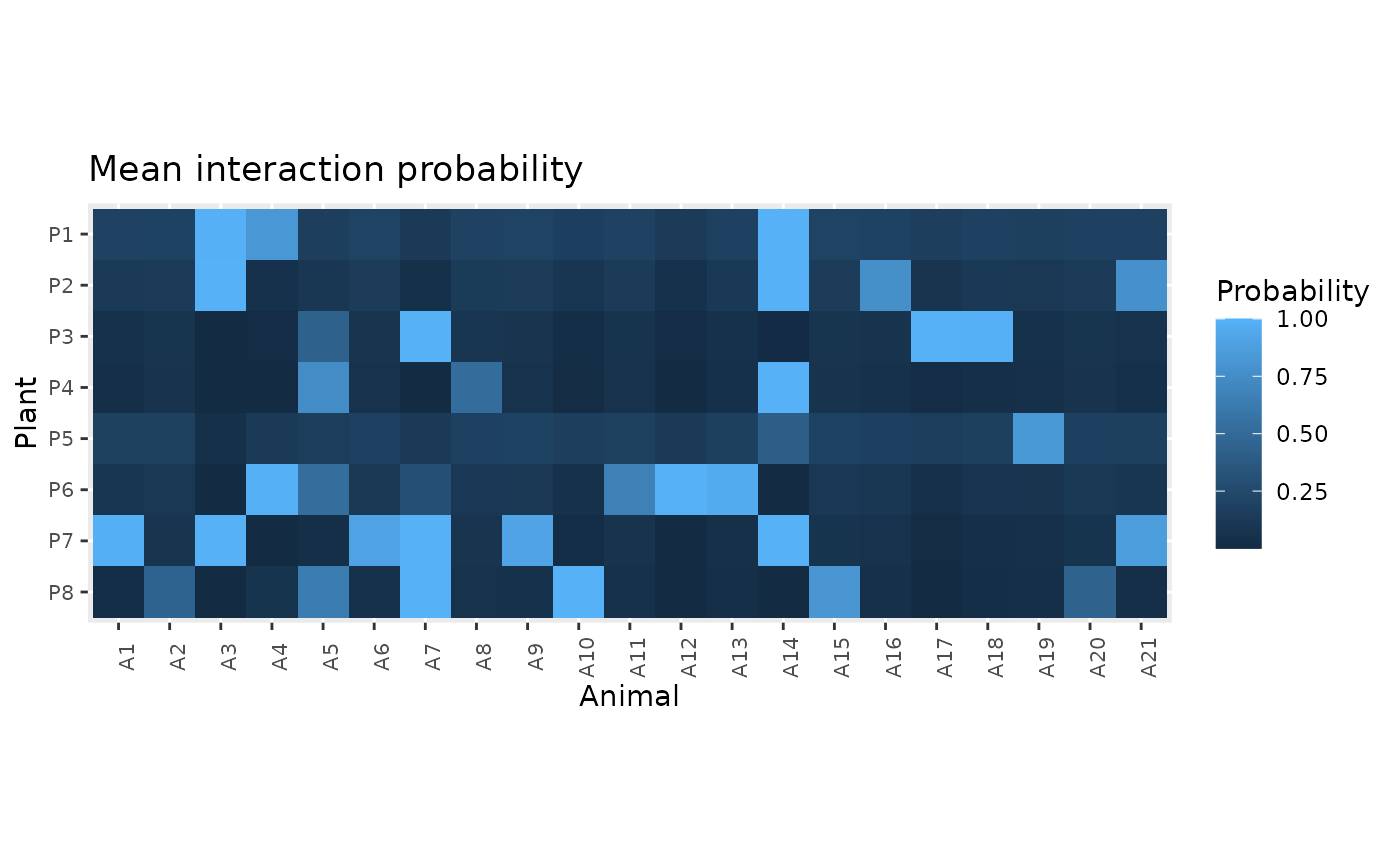 Mean interaction probability
P1
P2
P3
P4
P5
P6
P7
P8
Plant
A1 A2 A3 A4 A5 A6 A7 A8 A9 A10 A11 A12 A13 A14 A15 A16 A17 A18 A19 A20 A21
Animal
Probability
1.00
0.75
0.50
0.25